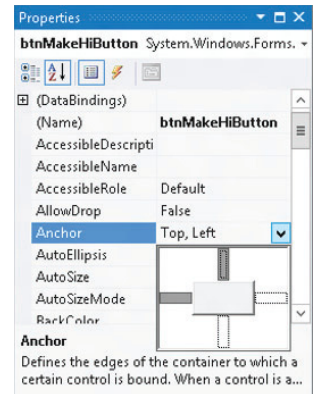 Properties
btnMakeHiButton System.Windows.Forms.
(DataBindings)
(Name) btnMakeHiButton
AccessibleDescripti
AccessibleName
AccessibleRole Default
AllowDrop False
Anchor Top, Left
AutoEllipsis
AutoSize
AutoSizeMode
BackColor
Anchor
Defines the edges of the container to which a
certain control is bound. When a control is a...